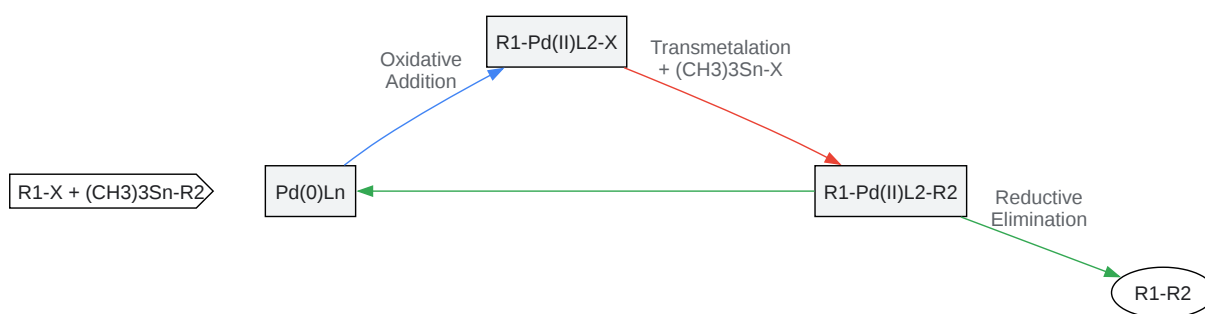 R1-Pd(II)L2-X
Oxidative
Addition
Transmetalation
+ (CH3)3Sn-X
R1-X + (CH3)3Sn-R2
Pd(0)Ln
R1-Pd(II)L2-R2
Reductive
Elimination
R1-R2